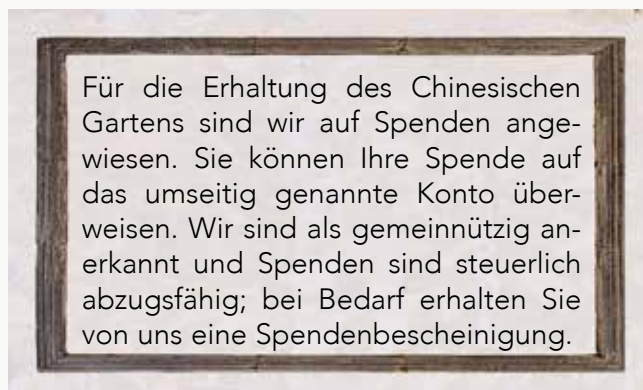 Für die Erhaltung des Chinesischen
Gartens sind wir auf Spenden ange-
wiesen. Sie können Ihre Spende auf
das umseitig genannte Konto über-
weisen. Wir sind als gemeinnützig an-
erkannt und Spenden sind steuerlich
abzugsfähig; bei Bedarf erhalten Sie
von uns eine Spendenbescheinigung.